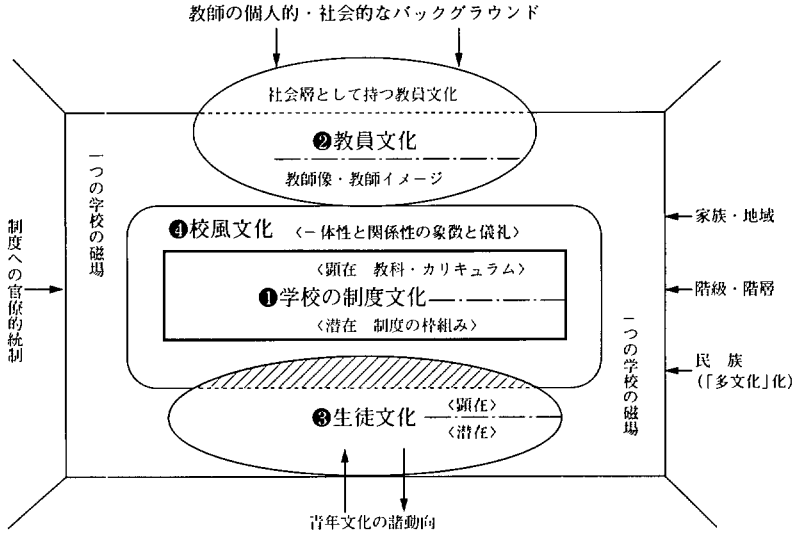 教師の個人的・社会的なバックグラウンド
社会層として持つ教員文化
❷教員文化
教師像・教師イメージ
一つの学校の磁場
❹校風文化 〈一体性と関係性の象徴と儀礼〉
〈顕在 教科・カリキュラム〉
❶学校の制度文化
〈潜在 制度の枠組み〉
制度への官僚的統制
家族・地域
階級・階層
民 族
(「多文化」化)
一つの学校の磁場
❸生徒文化
〈顕在〉
〈潜在〉
青年文化の諸動向